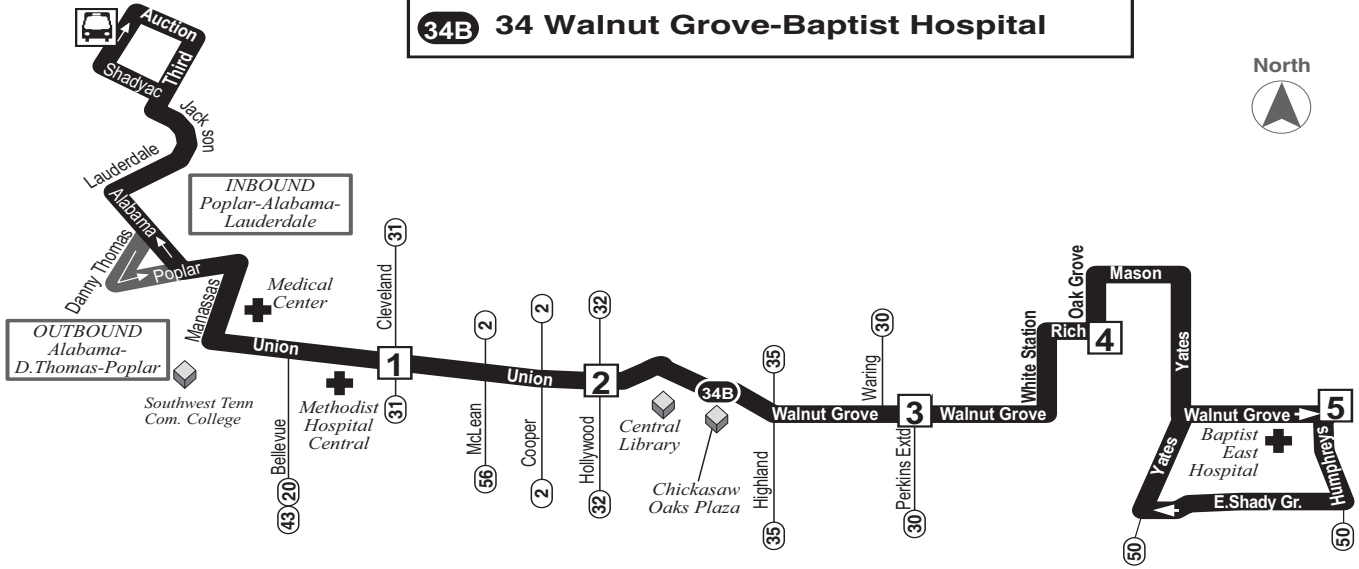 34B 34 Walnut Grove-Baptist Hospital
North
Auction
Third
Shadyac
Jack
son
Lauderdale
Alabama
INBOUND
Poplar-Alabama-
Lauderdale
Danny Thomas
Poplar
OUTBOUND
Alabama-
D.Thomas-Poplar
Manassas
Medical
Center
Southwest Tenn
Com. College
Union
Bellevue
20
43
Methodist
Hospital
Central
31
Cleveland
1
31
2
McLean
56
Union
2
Cooper
2
32
2
Hollywood
32
Central
Library
34B
Chickasaw
Oaks Plaza
35
Highland
35
Walnut Grove
30
Waring
3
Perkins Extd
30
Walnut Grove
White Station
Rich
4
Oak Grove
Mason
Yates
Walnut Grove
5
Baptist
East
Hospital
Humphreys
Yates
E.Shady Gr.
50
50